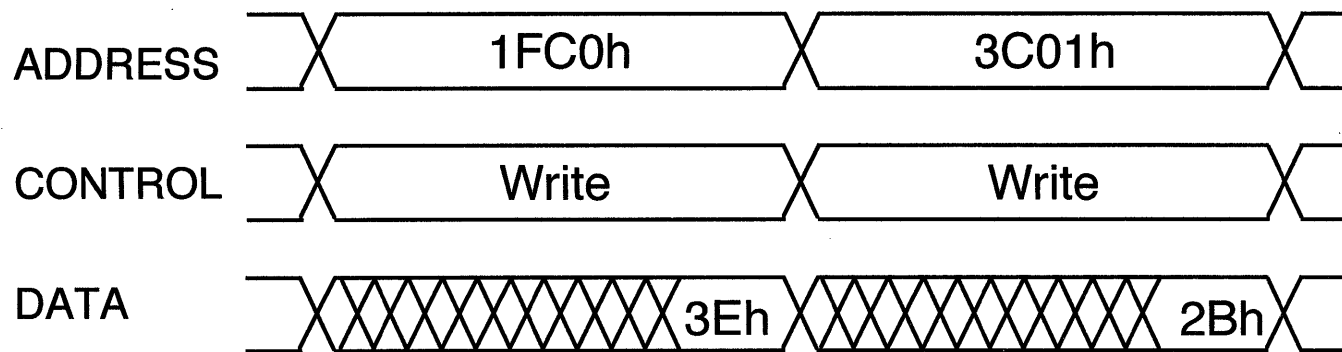 ADDRESS 1FC0h 3C01h
CONTROL Write Write
DATA 3Eh 2Bh